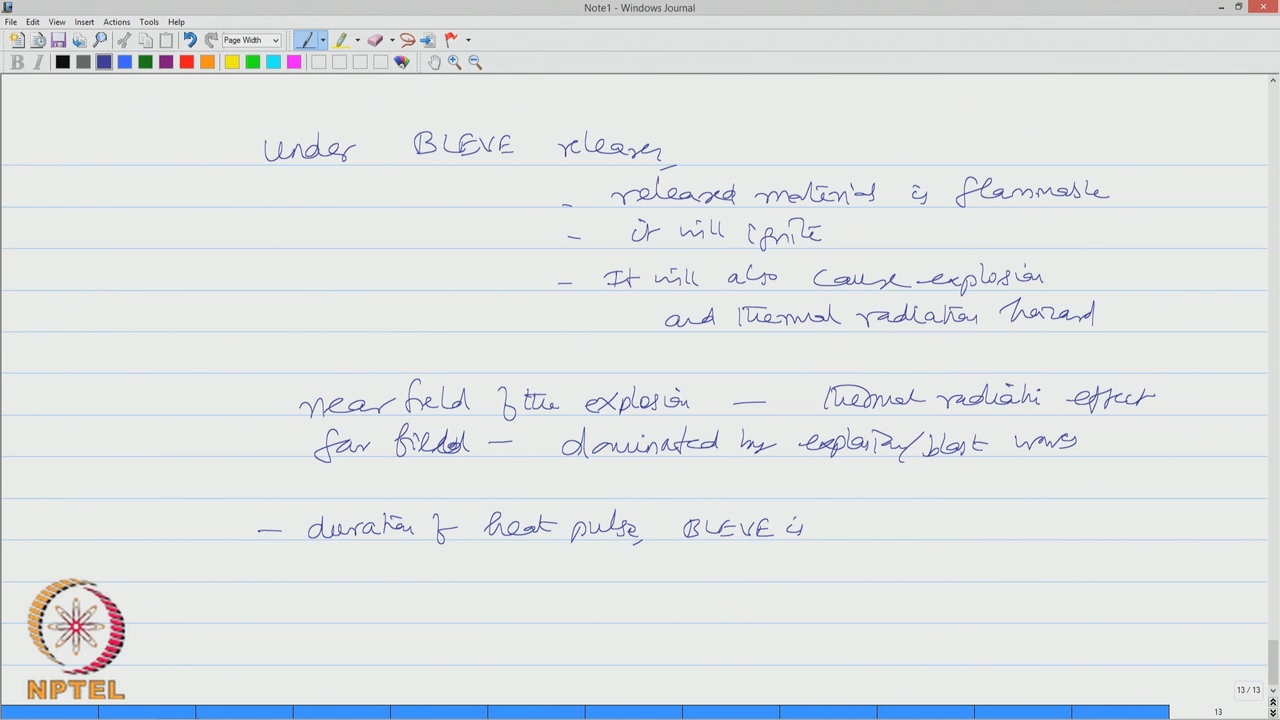 Note1 - Windows Journal
File Edit View Insert Actions Tools Help
Page Width
Under BLEVE releases,
- released material is flammable
- it will ignite
- It will also cause explosion
and thermal radiation hazard
near field of the explosion — thermal radiation effect
far field — dominated by explosion/blast waves
- duration of heat pulse, BLEVE is
NPTEL
13 / 13
13